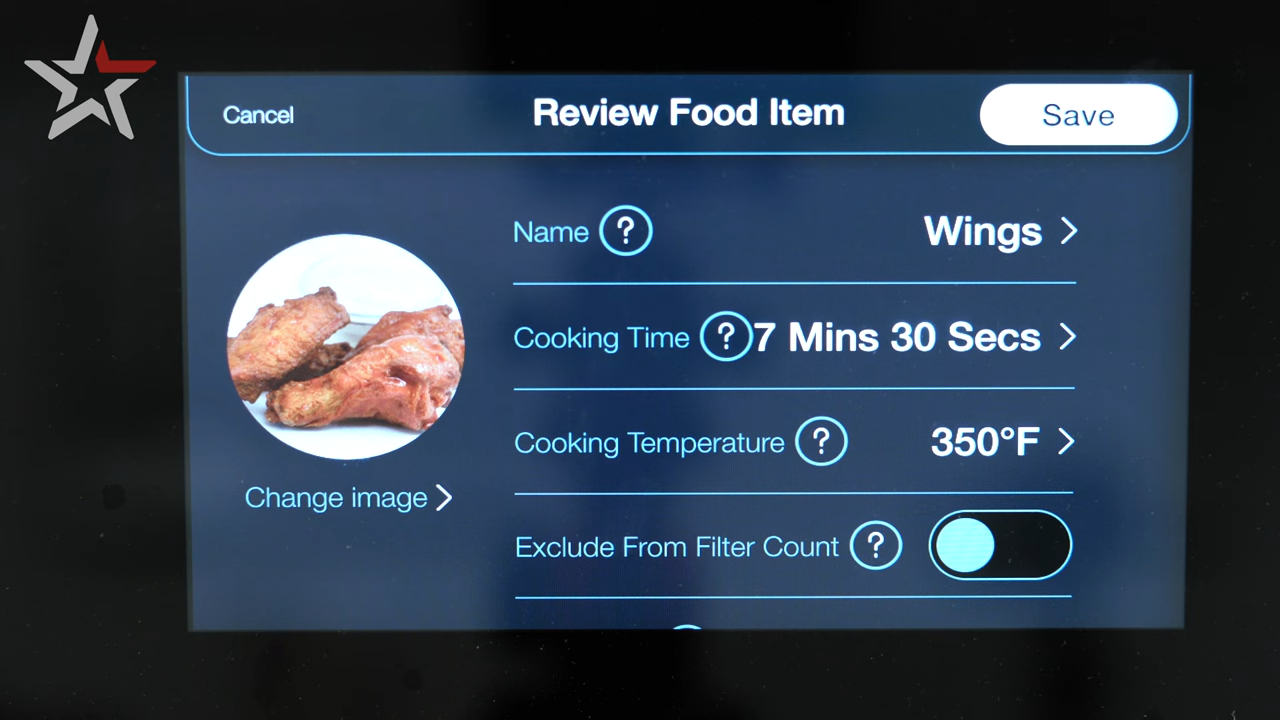 Cancel
Review Food Item
Save
Name ?
Wings >
Cooking Time ? 7 Mins 30 Secs >
Cooking Temperature ? 350°F >
Change image >
Exclude From Filter Count ?